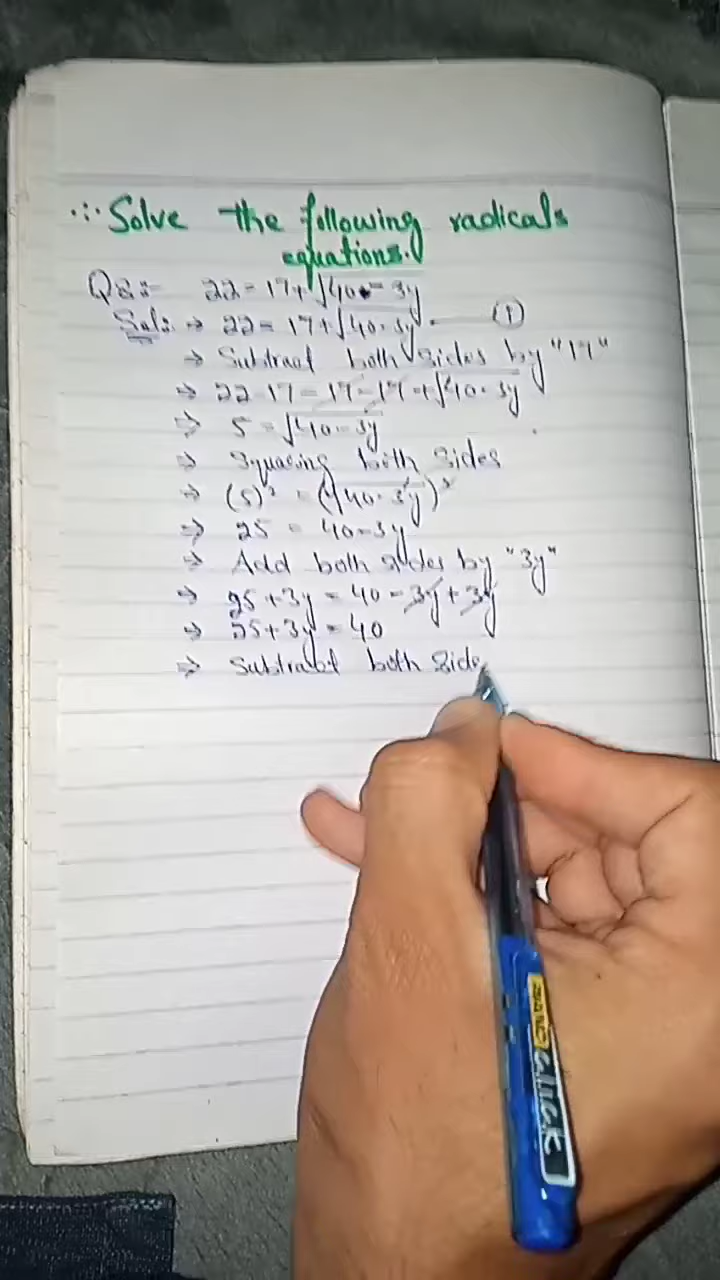 ∴ Solve the following radicals
equations.
Q8:- 22 = 17+√40 - 3y
Sol: → 22 = 17+√40-3y — ①
→ Subtract both sides by "17"
→ 22-17 = 17-17+√40-3y
⇒ 5 = √40-3y
⇒ Squaring both sides
⇒ (5)² = (√40-3y)²
⇒ 25 = 40-3y
⇒ Add both sides by "3y"
⇒ 25+3y = 40-3y+3y
⇒ 25+3y = 40
⇒ Subtract both side
CLICK